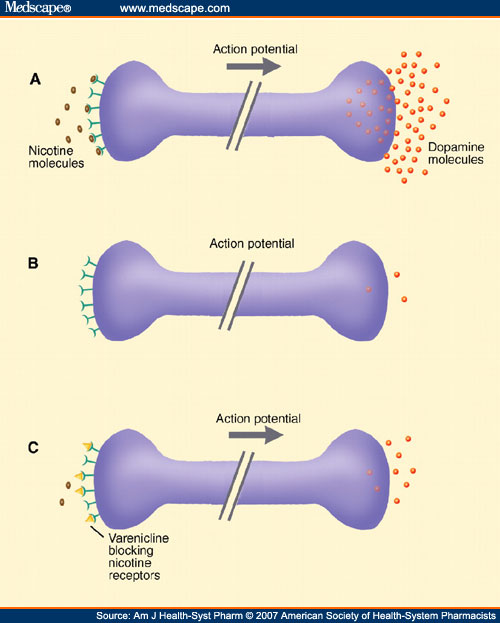 Medscape® www.medscape.com
Action potential
A
Nicotine
molecules
Dopamine
molecules
Action potential
B
Action potential
C
Varenicline
blocking
nicotine
receptors
Source: Am J Health-Syst Pharm © 2007 American Society of Health-System Pharmacists